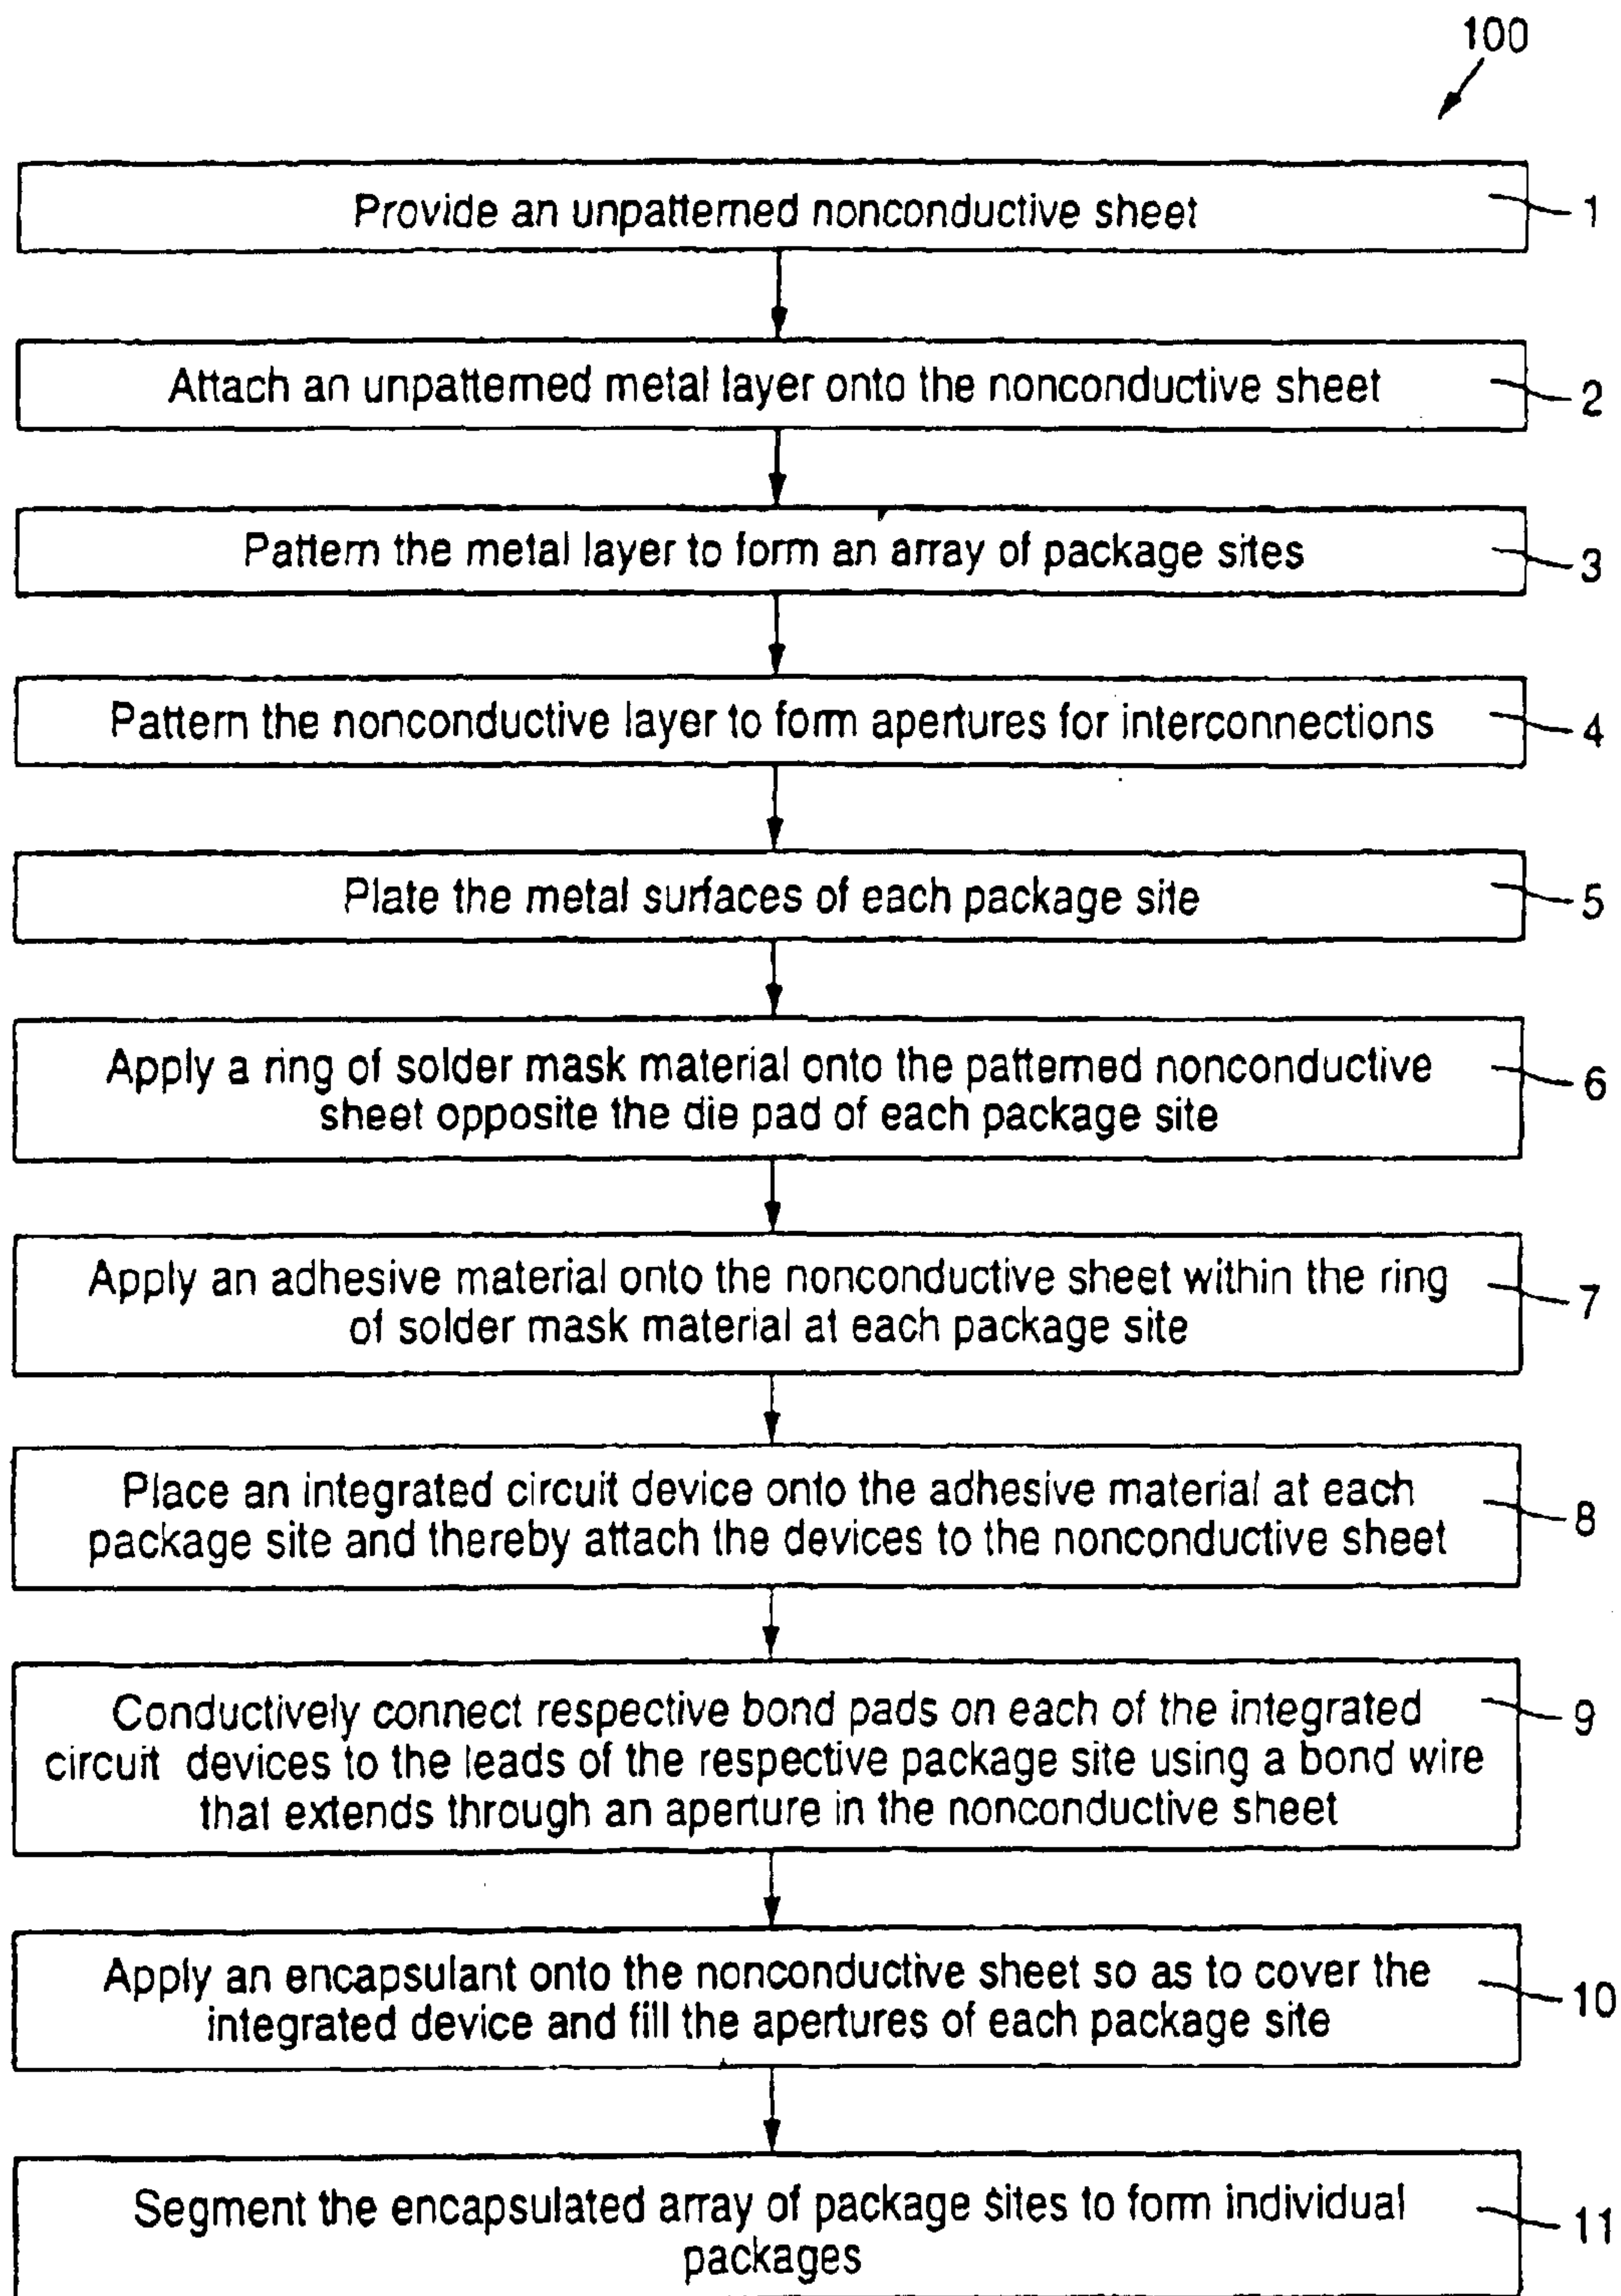 100
Provide an unpatterned nonconductive sheet
1
Attach an unpatterned metal layer onto the nonconductive sheet
2
Pattern the metal layer to form an array of package sites
3
Pattern the nonconductive layer to form apertures for interconnections
4
Plate the metal surfaces of each package site
5
Apply a ring of solder mask material onto the patterned nonconductive
sheet opposite the die pad of each package site
6
Apply an adhesive material onto the nonconductive sheet within the ring
of solder mask material at each package site
7
Place an integrated circuit device onto the adhesive material at each
package site and thereby attach the devices to the nonconductive sheet
8
Conductively connect respective bond pads on each of the integrated
circuit devices to the leads of the respective package site using a bond wire
that extends through an aperture in the nonconductive sheet
9
Apply an encapsulant onto the nonconductive sheet so as to cover the
integrated device and fill the apertures of each package site
10
Segment the encapsulated array of package sites to form individual
packages
11